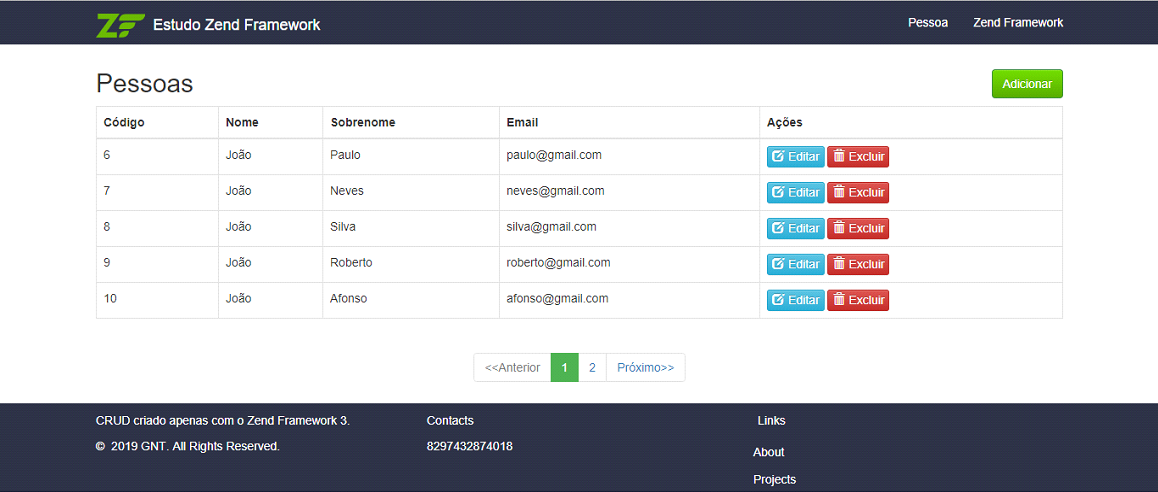 ZF Estudo Zend Framework Pessoa Zend Framework
Pessoas Adicionar
Código Nome Sobrenome Email Ações
6 João Paulo paulo@gmail.com Editar Excluir
7 João Neves neves@gmail.com Editar Excluir
8 João Silva silva@gmail.com Editar Excluir
9 João Roberto roberto@gmail.com Editar Excluir
10 João Afonso afonso@gmail.com Editar Excluir
<<Anterior 1 2 Próximo>>
CRUD criado apenas com o Zend Framework 3. Contacts Links
© 2019 GNT. All Rights Reserved. 8297432874018 About
Projects